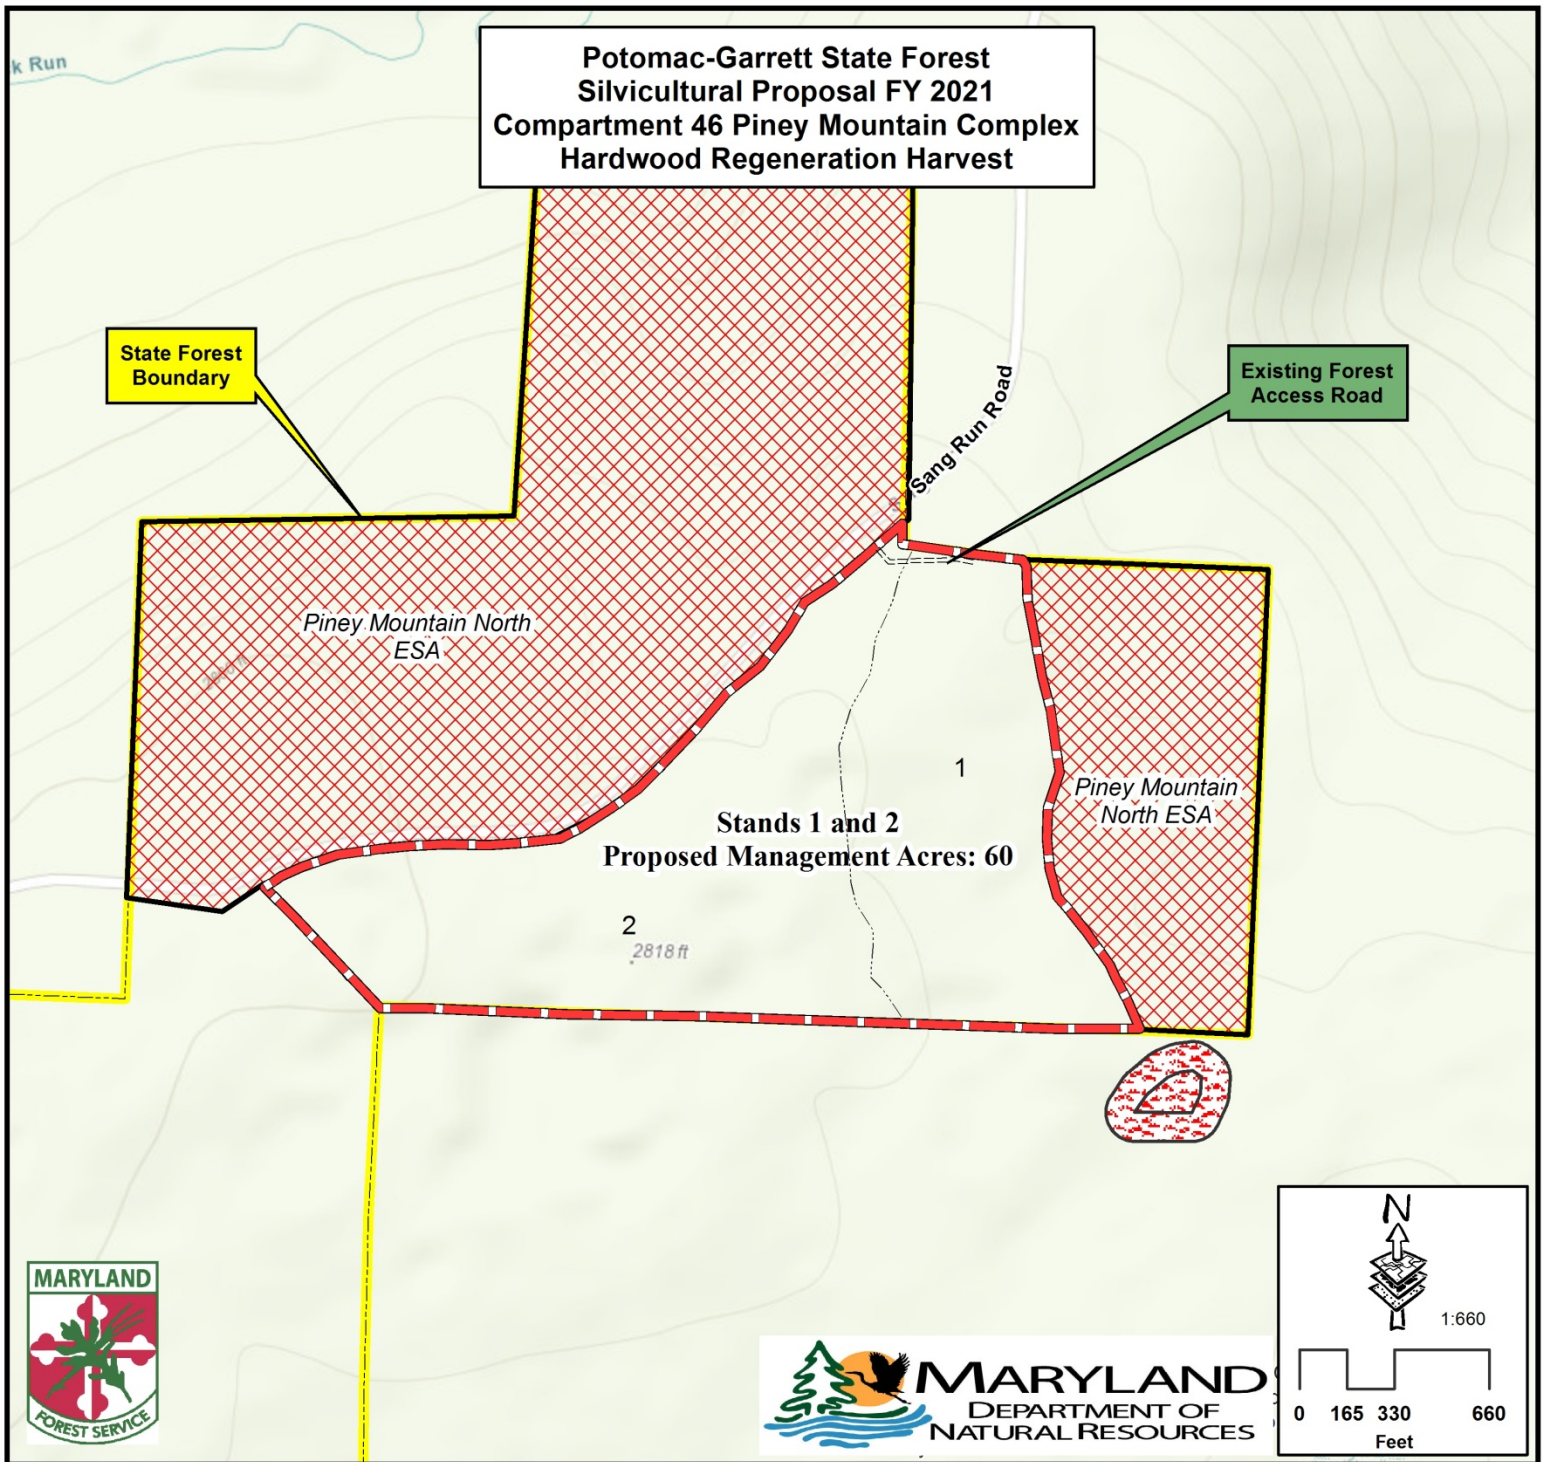 k Run
Potomac-Garrett State Forest
Silvicultural Proposal FY 2021
Compartment 46 Piney Mountain Complex
Hardwood Regeneration Harvest
State Forest
Boundary
Existing Forest
Access Road
Sang Run Road
Piney Mountain North
ESA
1
Piney Mountain
North ESA
Stands 1 and 2
Proposed Management Acres: 60
2
2818 ft
N
1:660
0 165 330 660
Feet
MARYLAND
FOREST SERVICE
MARYLAND
DEPARTMENT OF
NATURAL RESOURCES